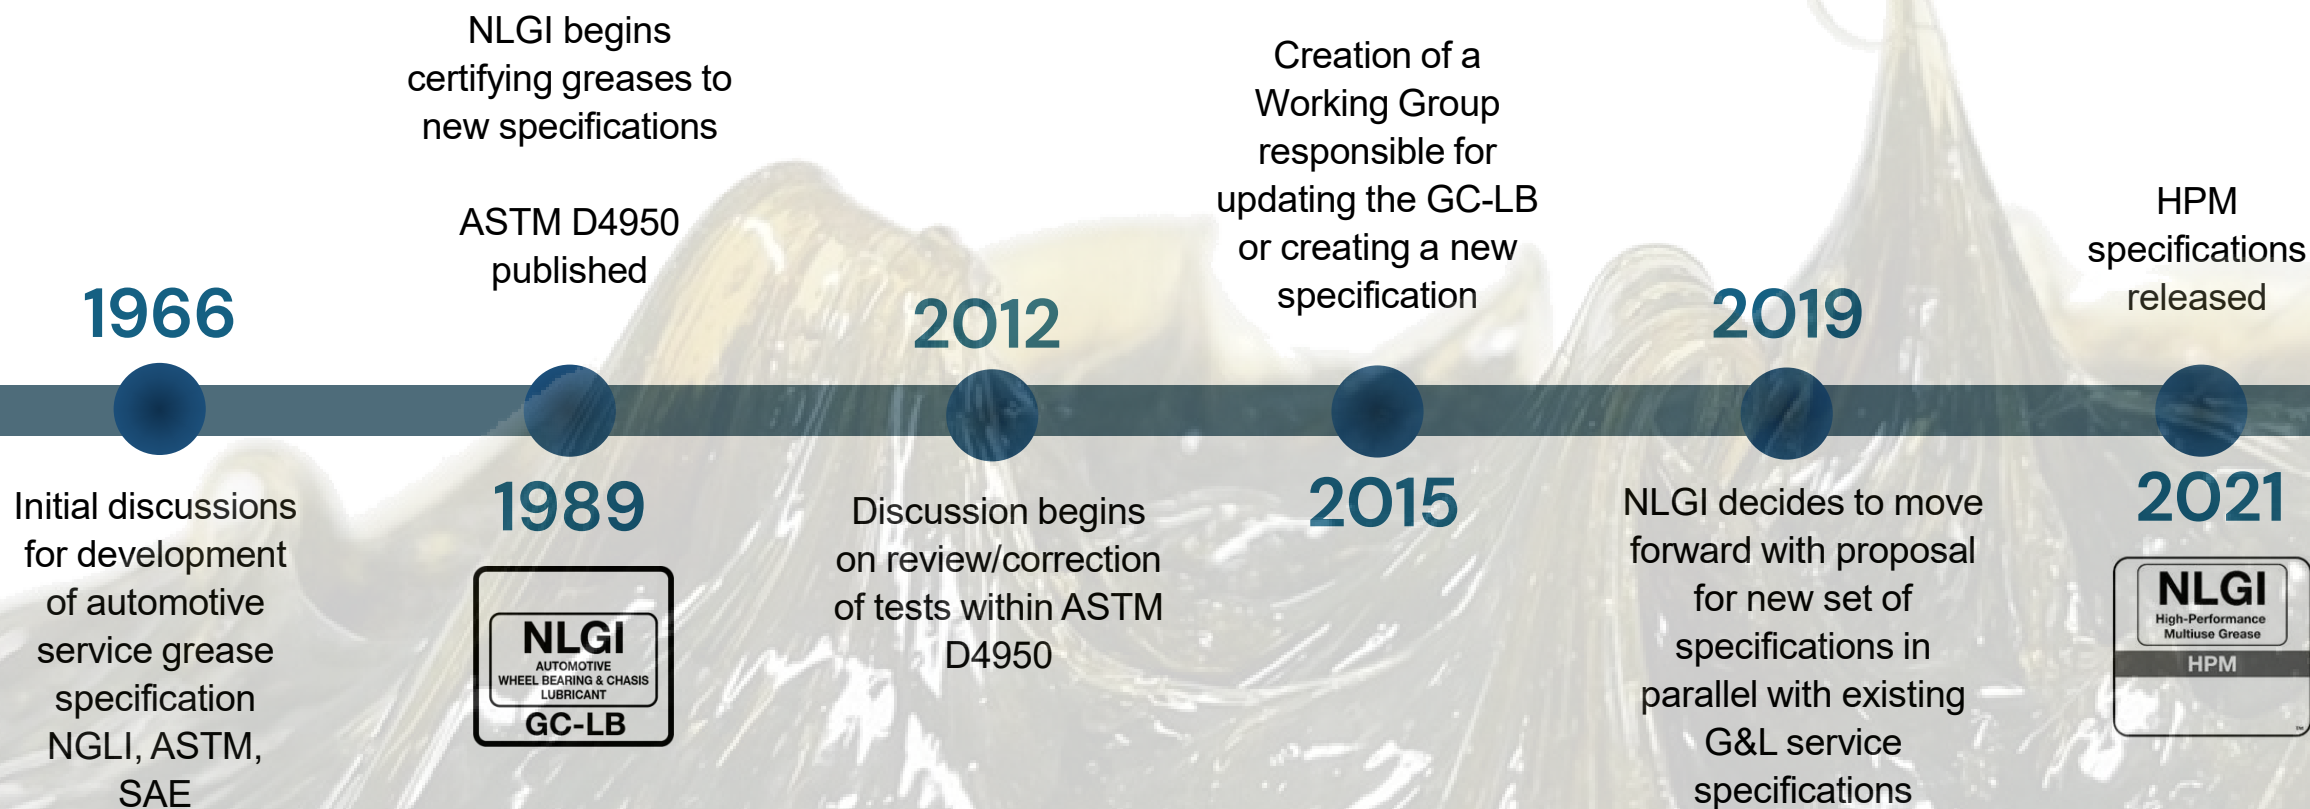 1966
Initial discussions
for development
of automotive
service grease
specification
NGLI, ASTM,
SAE
NLGI begins
certifying greases to
new specifications
ASTM D4950
published
1989
NLGI
AUTOMOTIVE
WHEEL BEARING & CHASIS
LUBRICANT
GC-LB
2012
Discussion begins
on review/correction
of tests within ASTM
D4950
Creation of a
Working Group
responsible for
updating the GC-LB
or creating a new
specification
2015
2019
NLGI decides to move
forward with proposal
for new set of
specifications in
parallel with existing
G&L service
specifications
HPM
specifications
released
2021
NLGI
High-Performance
Multiuse Grease
HPM